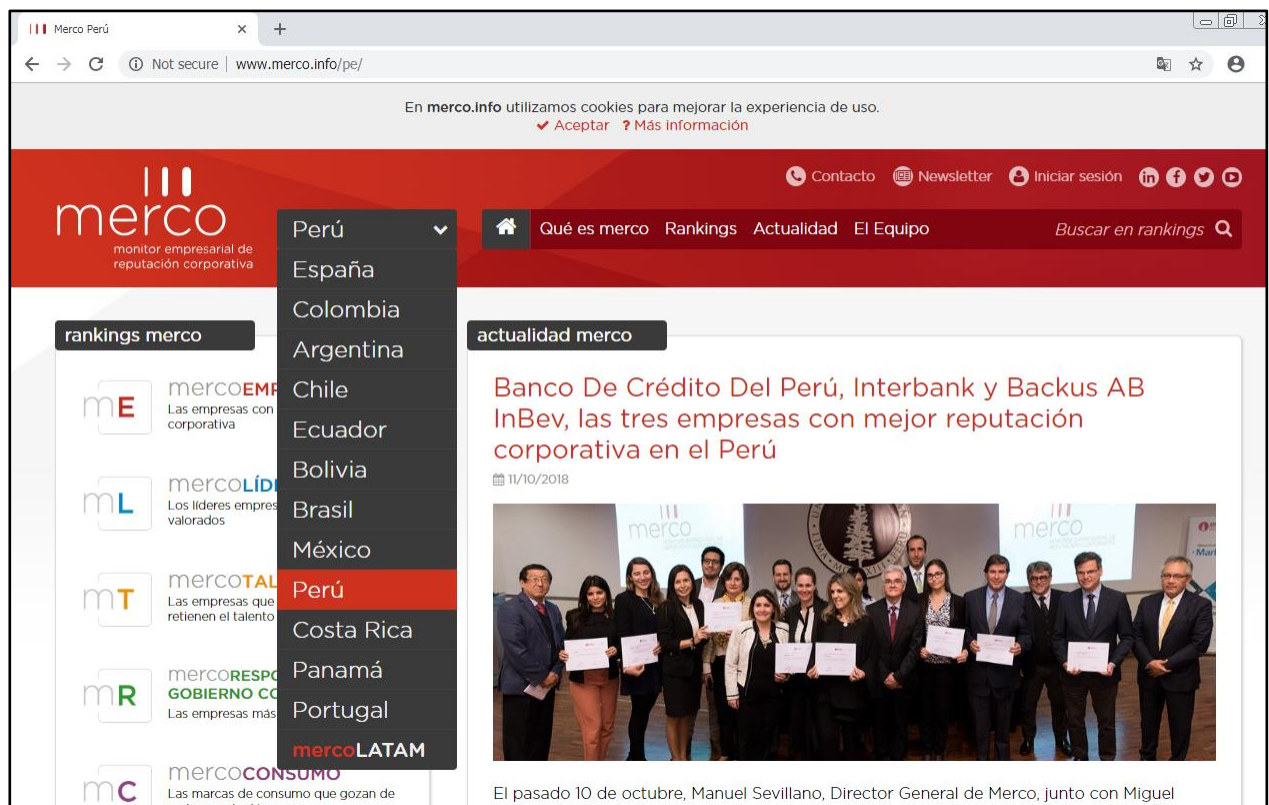 Merco Perú
Not secure | www.merco.info/pe/
En merco.info utilizamos cookies para mejorar la experiencia de uso.
✔ Aceptar ? Más información
Contacto Newsletter Iniciar sesión
merco
monitor empresarial de
reputación corporativa
Perú
Qué es merco Rankings Actualidad El Equipo Buscar en rankings
España
Colombia
Argentina
Chile
Ecuador
Bolivia
Brasil
México
Perú
Costa Rica
Panamá
Portugal
mercoLATAM
rankings merco
mE
mercoEMP
Las empresas con
corporativa
mL
mercoLÍD
Los líderes empres
valorados
mT
mercoTAL
Las empresas que
retienen el talento
mR
mercoRESPO
GOBIERNO CO
Las empresas más
mC
mercoCONSUMO
Las marcas de consumo que gozan de
actualidad merco
Banco De Crédito Del Perú, Interbank y Backus AB
InBev, las tres empresas con mejor reputación
corporativa en el Perú
11/10/2018
merco
merco
El pasado 10 de octubre, Manuel Sevillano, Director General de Merco, junto con Miguel